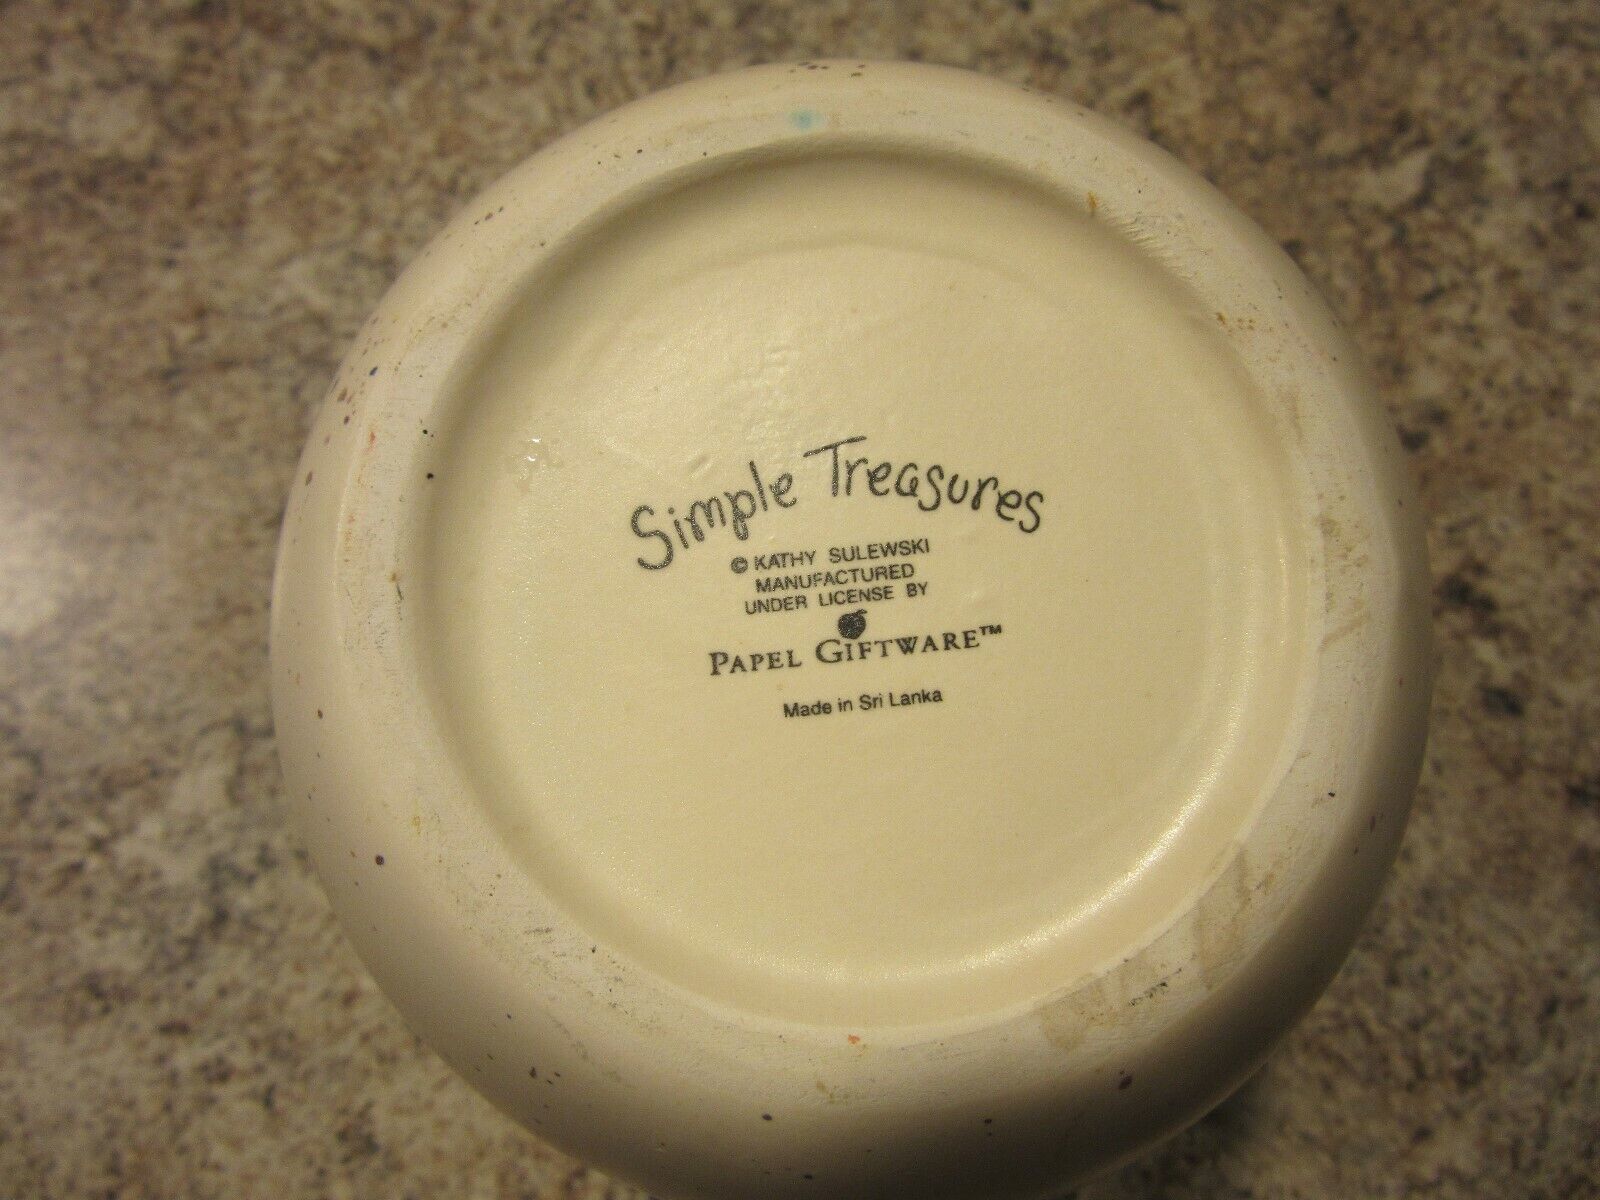 Simple Treasures
© KATHY SULEWSKI
MANUFACTURED
UNDER LICENSE BY
PAPEL GIFTWARE™
Made in Sri Lanka